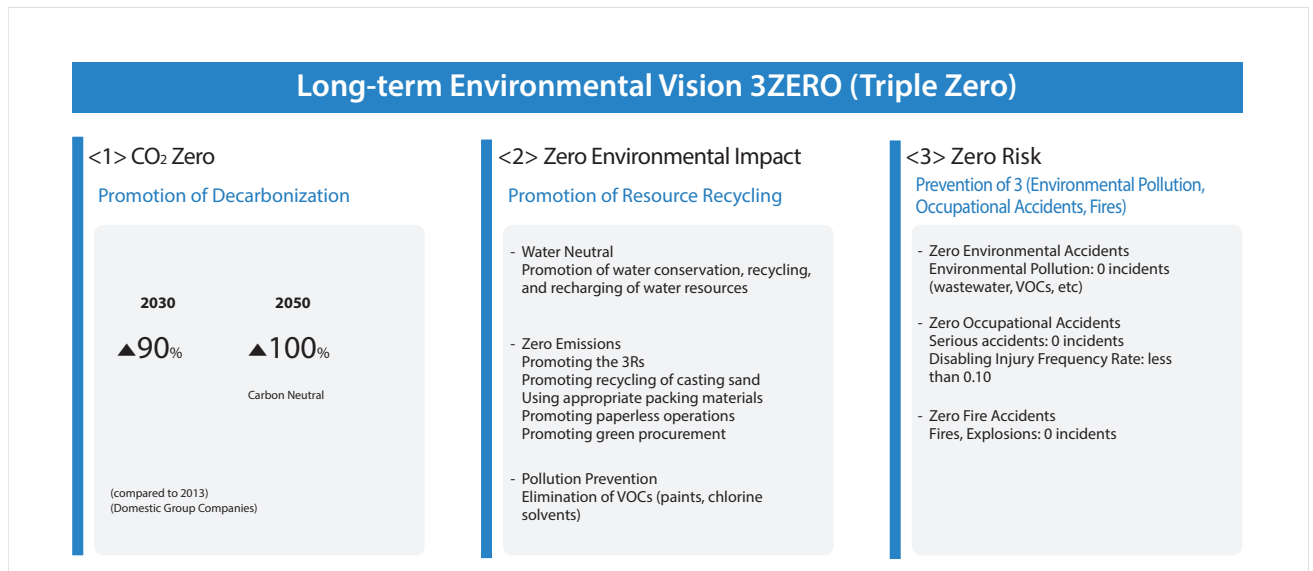 Long-term Environmental Vision 3ZERO (Triple Zero)
<1> CO₂ Zero
Promotion of Decarbonization
2030
2050
▲90%
▲100%
Carbon Neutral
(compared to 2013)
(Domestic Group Companies)
<2> Zero Environmental Impact
Promotion of Resource Recycling
- Water Neutral
Promotion of water conservation, recycling,
and recharging of water resources
- Zero Emissions
Promoting the 3Rs
Promoting recycling of casting sand
Using appropriate packing materials
Promoting paperless operations
Promoting green procurement
- Pollution Prevention
Elimination of VOCs (paints, chlorine
solvents)
<3> Zero Risk
Prevention of 3 (Environmental Pollution,
Occupational Accidents, Fires)
- Zero Environmental Accidents
Environmental Pollution: 0 incidents
(wastewater, VOCs, etc)
- Zero Occupational Accidents
Serious accidents: 0 incidents
Disabling Injury Frequency Rate: less
than 0.10
- Zero Fire Accidents
Fires, Explosions: 0 incidents